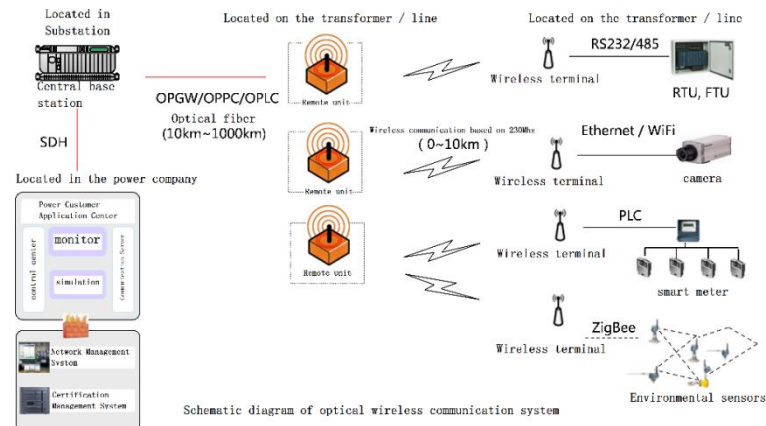 Located in
Substation
Central base
station
SDH
Located in the power company
Power Customer
Application Center
control center
monitor
simulation
Communication Server
Network Management
System
Certification
Management System
OPGW/OPPC/OPLC
Optical fiber
(10km~1000km)
Located on the transformer / line
Remote unit
Remote unit
Remote unit
Wireless communication based on 230Mhz
(0~10km)
Located on the transformer / line
Wireless terminal
RS232/485
RTU, FTU
Wireless terminal
Ethernet / WiFi
camera
Wireless terminal
PLC
smart meter
Wireless terminal
ZigBee
Environmental sensors
Schematic diagram of optical wireless communication system